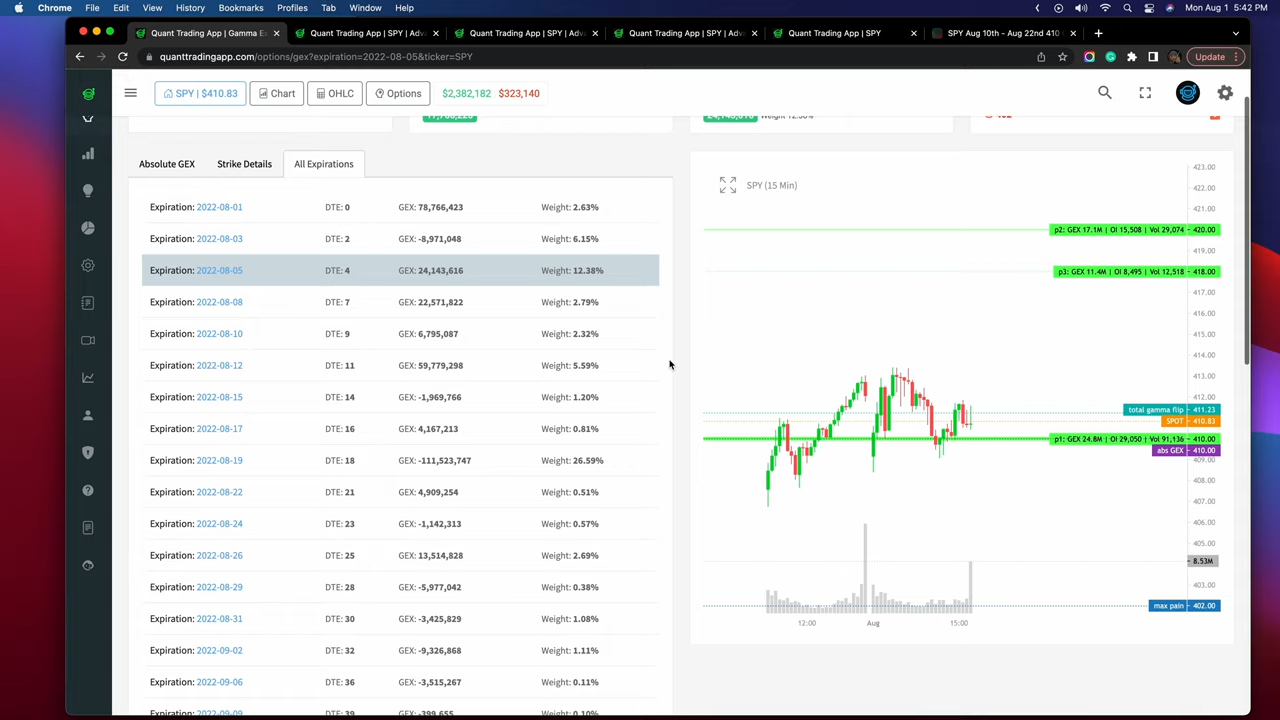 Chrome File Edit View History Bookmarks Profiles Tab Window Help Mon Aug 1 5:42 PM
Quant Trading App | Gamma Ex Quant Trading App | SPY | Adv Quant Trading App | SPY | Adv Quant Trading App | SPY | Adv Quant Trading App | SPY SPY Aug 10th - Aug 22nd 410
quanttradingapp.com/options/gex?expiration=2022-08-05&ticker=SPY Update
SPY | $410.83 Chart OHLC Options $2,382,182 $323,140
Absolute GEX Strike Details All Expirations
Expiration: 2022-08-01 DTE: 0 GEX: 78,766,423 Weight: 2.63%
Expiration: 2022-08-03 DTE: 2 GEX: -8,971,048 Weight: 6.15%
Expiration: 2022-08-05 DTE: 4 GEX: 24,143,616 Weight: 12.38%
Expiration: 2022-08-08 DTE: 7 GEX: 22,571,822 Weight: 2.79%
Expiration: 2022-08-10 DTE: 9 GEX: 6,795,087 Weight: 2.32%
Expiration: 2022-08-12 DTE: 11 GEX: 59,779,298 Weight: 5.59%
Expiration: 2022-08-15 DTE: 14 GEX: -1,969,766 Weight: 1.20%
Expiration: 2022-08-17 DTE: 16 GEX: 4,167,213 Weight: 0.81%
Expiration: 2022-08-19 DTE: 18 GEX: -111,523,747 Weight: 26.59%
Expiration: 2022-08-22 DTE: 21 GEX: 4,909,254 Weight: 0.51%
Expiration: 2022-08-24 DTE: 23 GEX: -1,142,313 Weight: 0.57%
Expiration: 2022-08-26 DTE: 25 GEX: 13,514,828 Weight: 2.69%
Expiration: 2022-08-29 DTE: 28 GEX: -5,977,042 Weight: 0.38%
Expiration: 2022-08-31 DTE: 30 GEX: -3,425,829 Weight: 1.08%
Expiration: 2022-09-02 DTE: 32 GEX: -9,326,868 Weight: 1.11%
Expiration: 2022-09-06 DTE: 36 GEX: -3,515,267 Weight: 0.11%
Expiration: 2022-09-09 DTE: 39 GEX: -399,655 Weight: 0.10%
SPY (15 Min)
423.00
422.00
421.00
p2: GEX 17.1M | OI 15,508 | Vol 29,074 420.00
419.00
p3: GEX 11.4M | OI 8,495 | Vol 12,518 418.00
417.00
416.00
415.00
414.00
413.00
412.00
total gamma flip 411.23
SPOT 410.83
p1: GEX 24.8M | OI 29,050 | Vol 91,136 410.00
abs GEX 410.00
409.00
408.00
407.00
406.00
405.00
8.53M
403.00
max pain 402.00
12:00 Aug 15:00